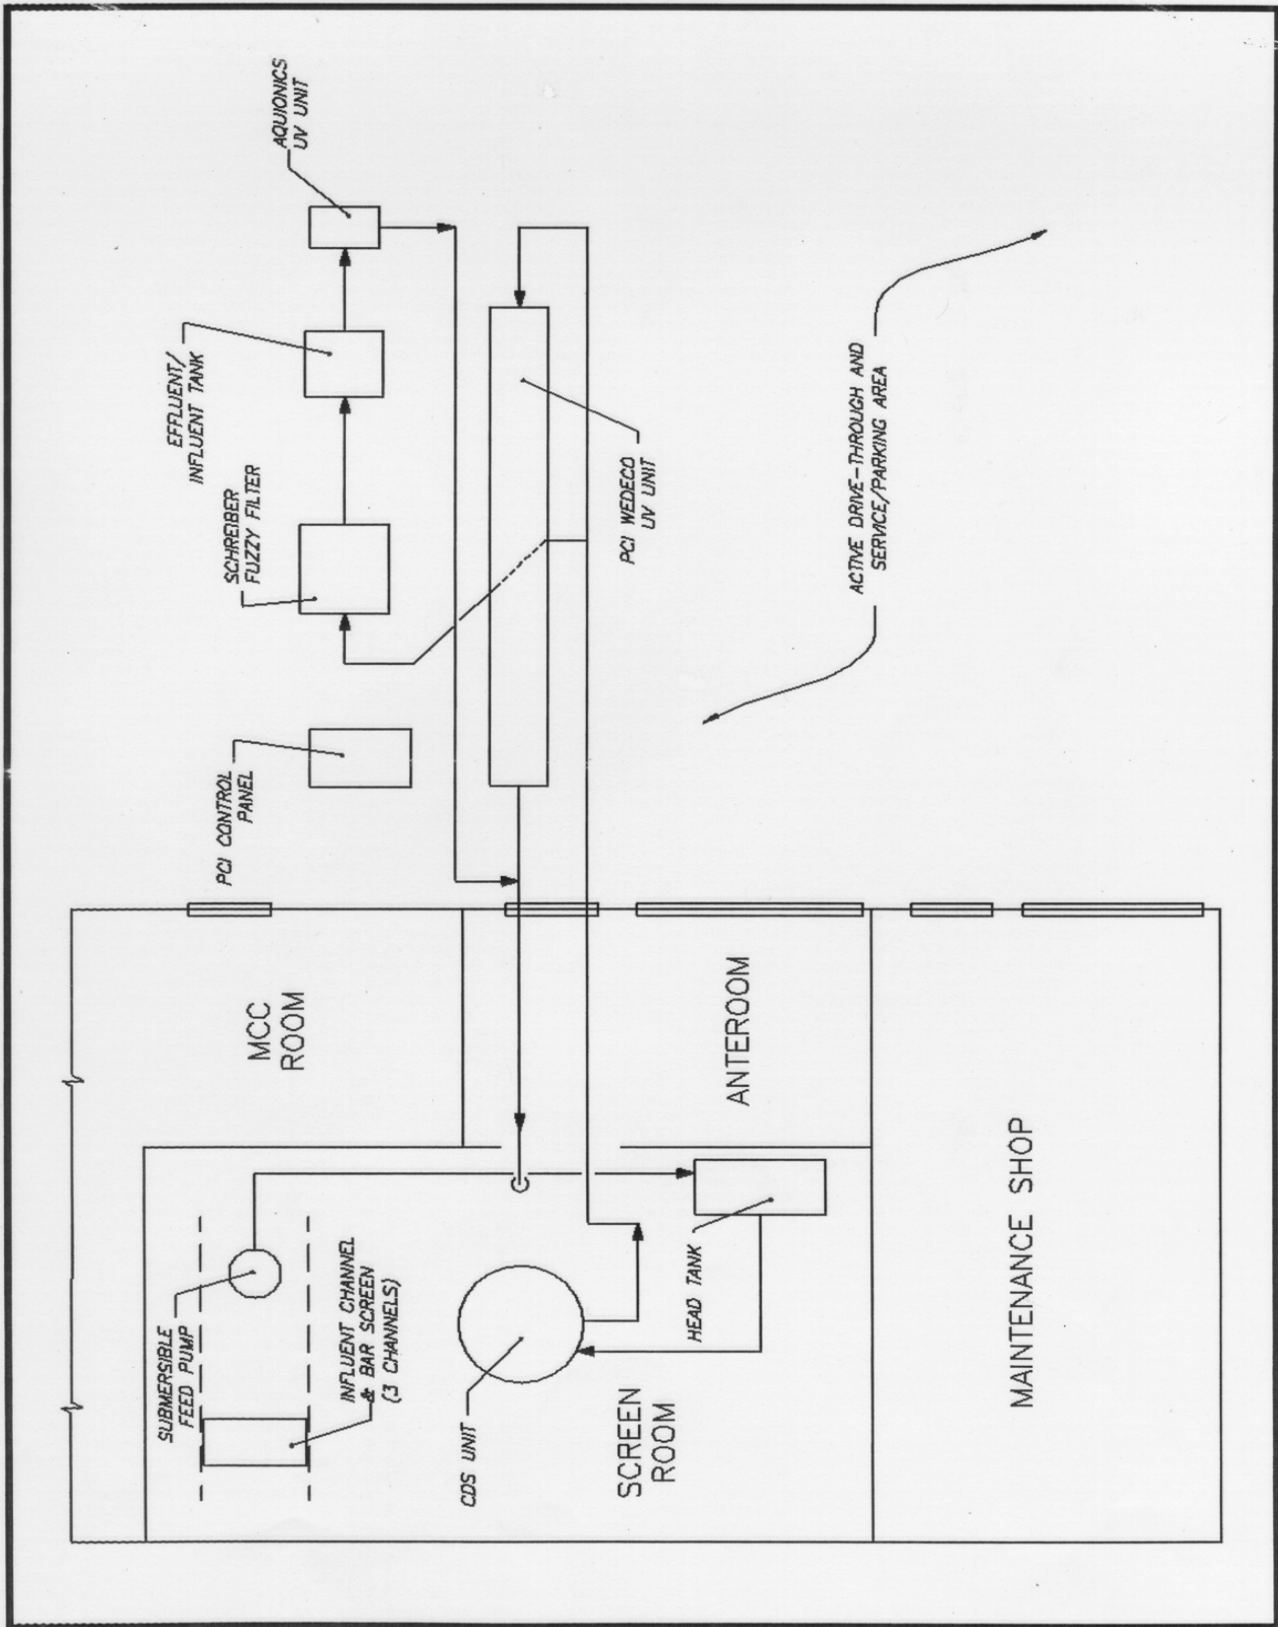 AQUIONICS
UV UNIT
EFFLUENT/
INFLUENT TANK
SCHREIBER
FUZZY FILTER
PCI CONTROL
PANEL
PCI WEDECO
UV UNIT
ACTIVE DRIVE-THROUGH AND
SERVICE/PARKING AREA
MCC
ROOM
ANTEROOM
SUBMERSIBLE
FEED PUMP
INFLUENT CHANNEL
& BAR SCREEN
(3 CHANNELS)
HEAD TANK
CDS UNIT
SCREEN
ROOM
MAINTENANCE SHOP